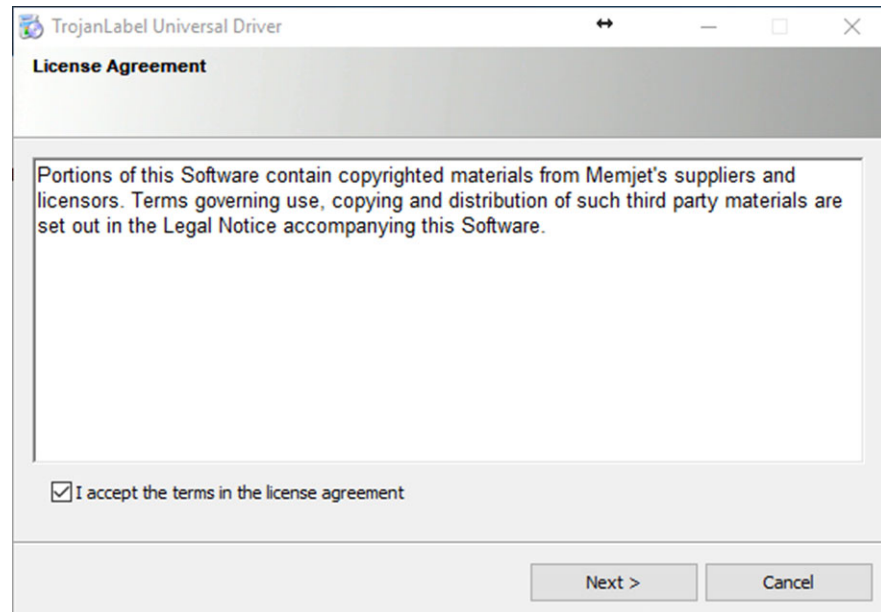 TrojanLabel Universal Driver
License Agreement
Portions of this Software contain copyrighted materials from Memjet's suppliers and
licensors. Terms governing use, copying and distribution of such third party materials are
set out in the Legal Notice accompanying this Software.
I accept the terms in the license agreement
Next >
Cancel